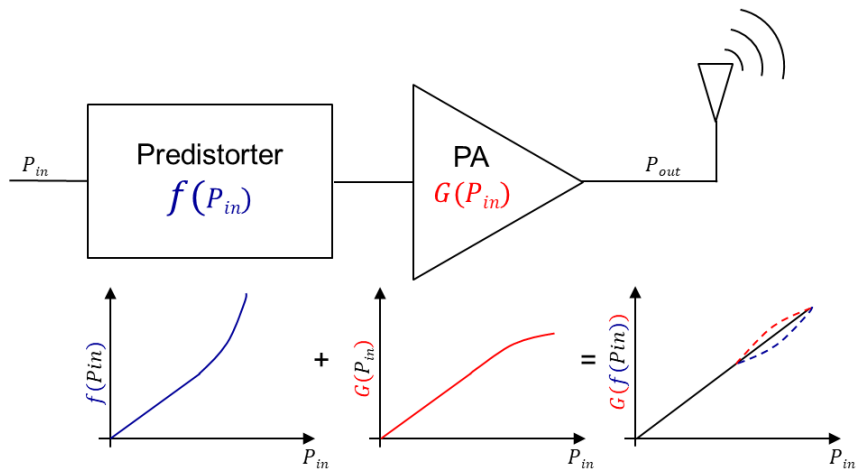 P_in
Predistorter
f(P_in)
PA
G(P_in)
P_out
f(Pin)
P_in
+
G(P_in)
P_in
=
G(f(Pin))
P_in